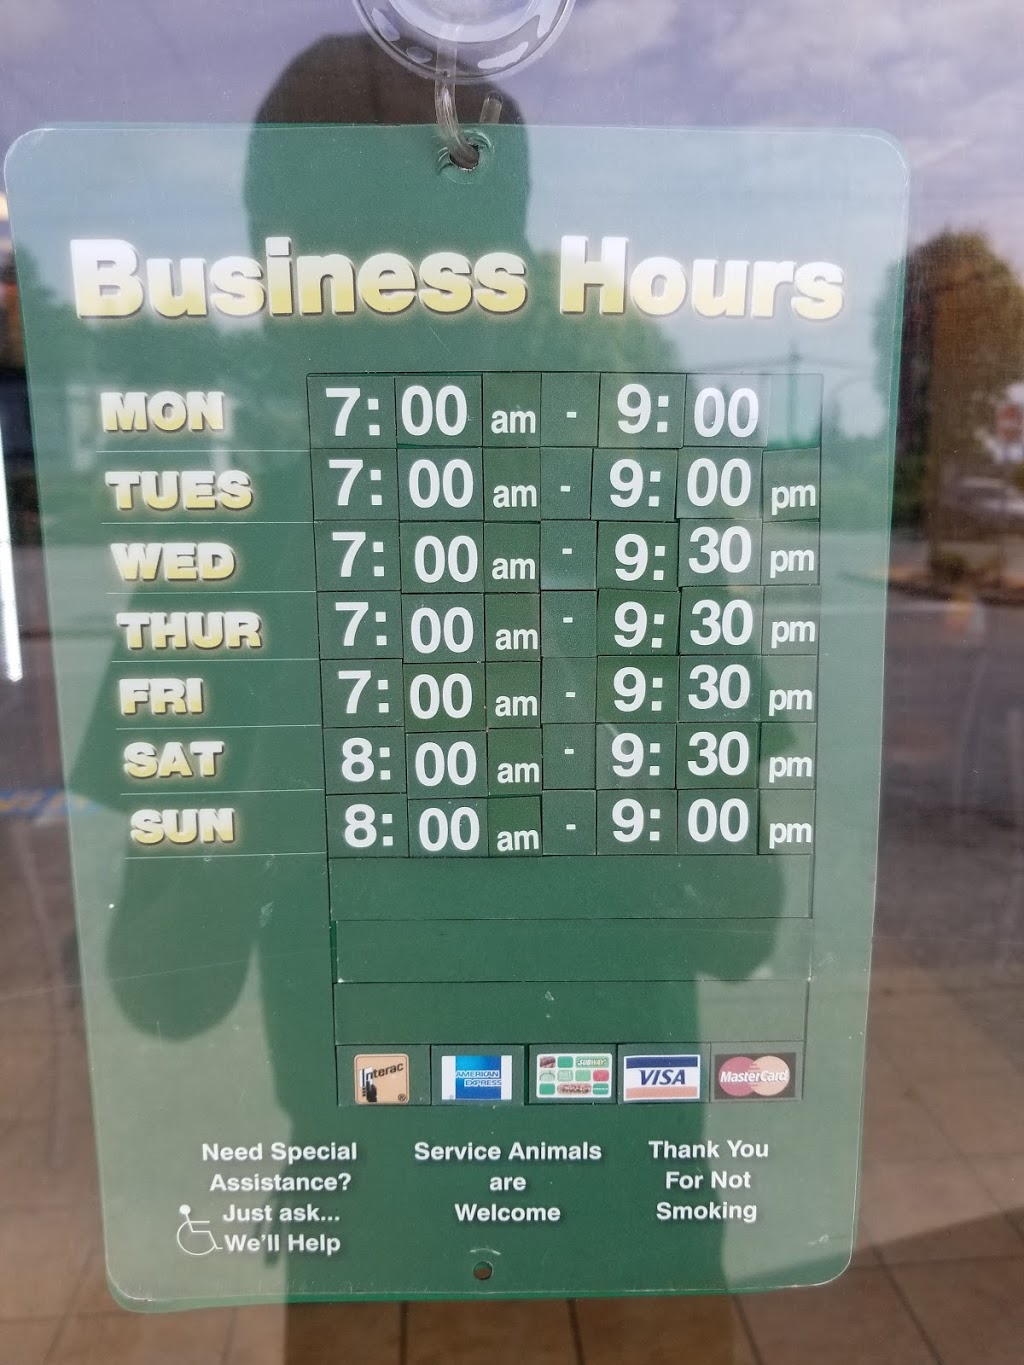 Business Hours
MON 7:00 am - 9:00
TUES 7:00 am - 9:00 pm
WED 7:00 am - 9:30 pm
THUR 7:00 am - 9:30 pm
FRI 7:00 am - 9:30 pm
SAT 8:00 am - 9:30 pm
SUN 8:00 am - 9:00 pm
Interac ® AMERICAN EXPRESS SUBWAY VISA MasterCard
Need Special
Assistance?
Just ask...
We'll Help
Service Animals
are
Welcome
Thank You
For Not
Smoking